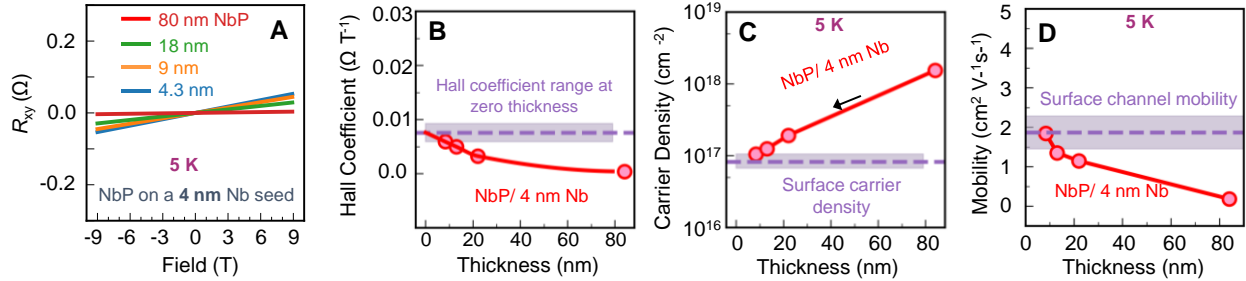 A
80 nm NbP
18 nm
9 nm
4.3 nm
0.2
0.0
-0.2
Rxy (Ω)
5 K
NbP on a 4 nm Nb seed
-9 -6 -3 0 3 6 9
Field (T)
B
0.03
0.020
0.010
0.0
Hall Coefficient (Ω T-1)
Hall coefficient range at
zero thickness
NbP/ 4 nm Nb
0 20 40 60 80
Thickness (nm)
C
5 K
1019
1018
1017
1016
Carrier Density (cm -2)
NbP/ 4 nm Nb
Surface carrier
density
0 20 40 60 80
Thickness (nm)
5 K
D
5
4
3
2
1
0
Mobility (cm2 V-1s-1)
Surface channel mobility
NbP/ 4 nm Nb
0 20 40 60 80
Thickness (nm)